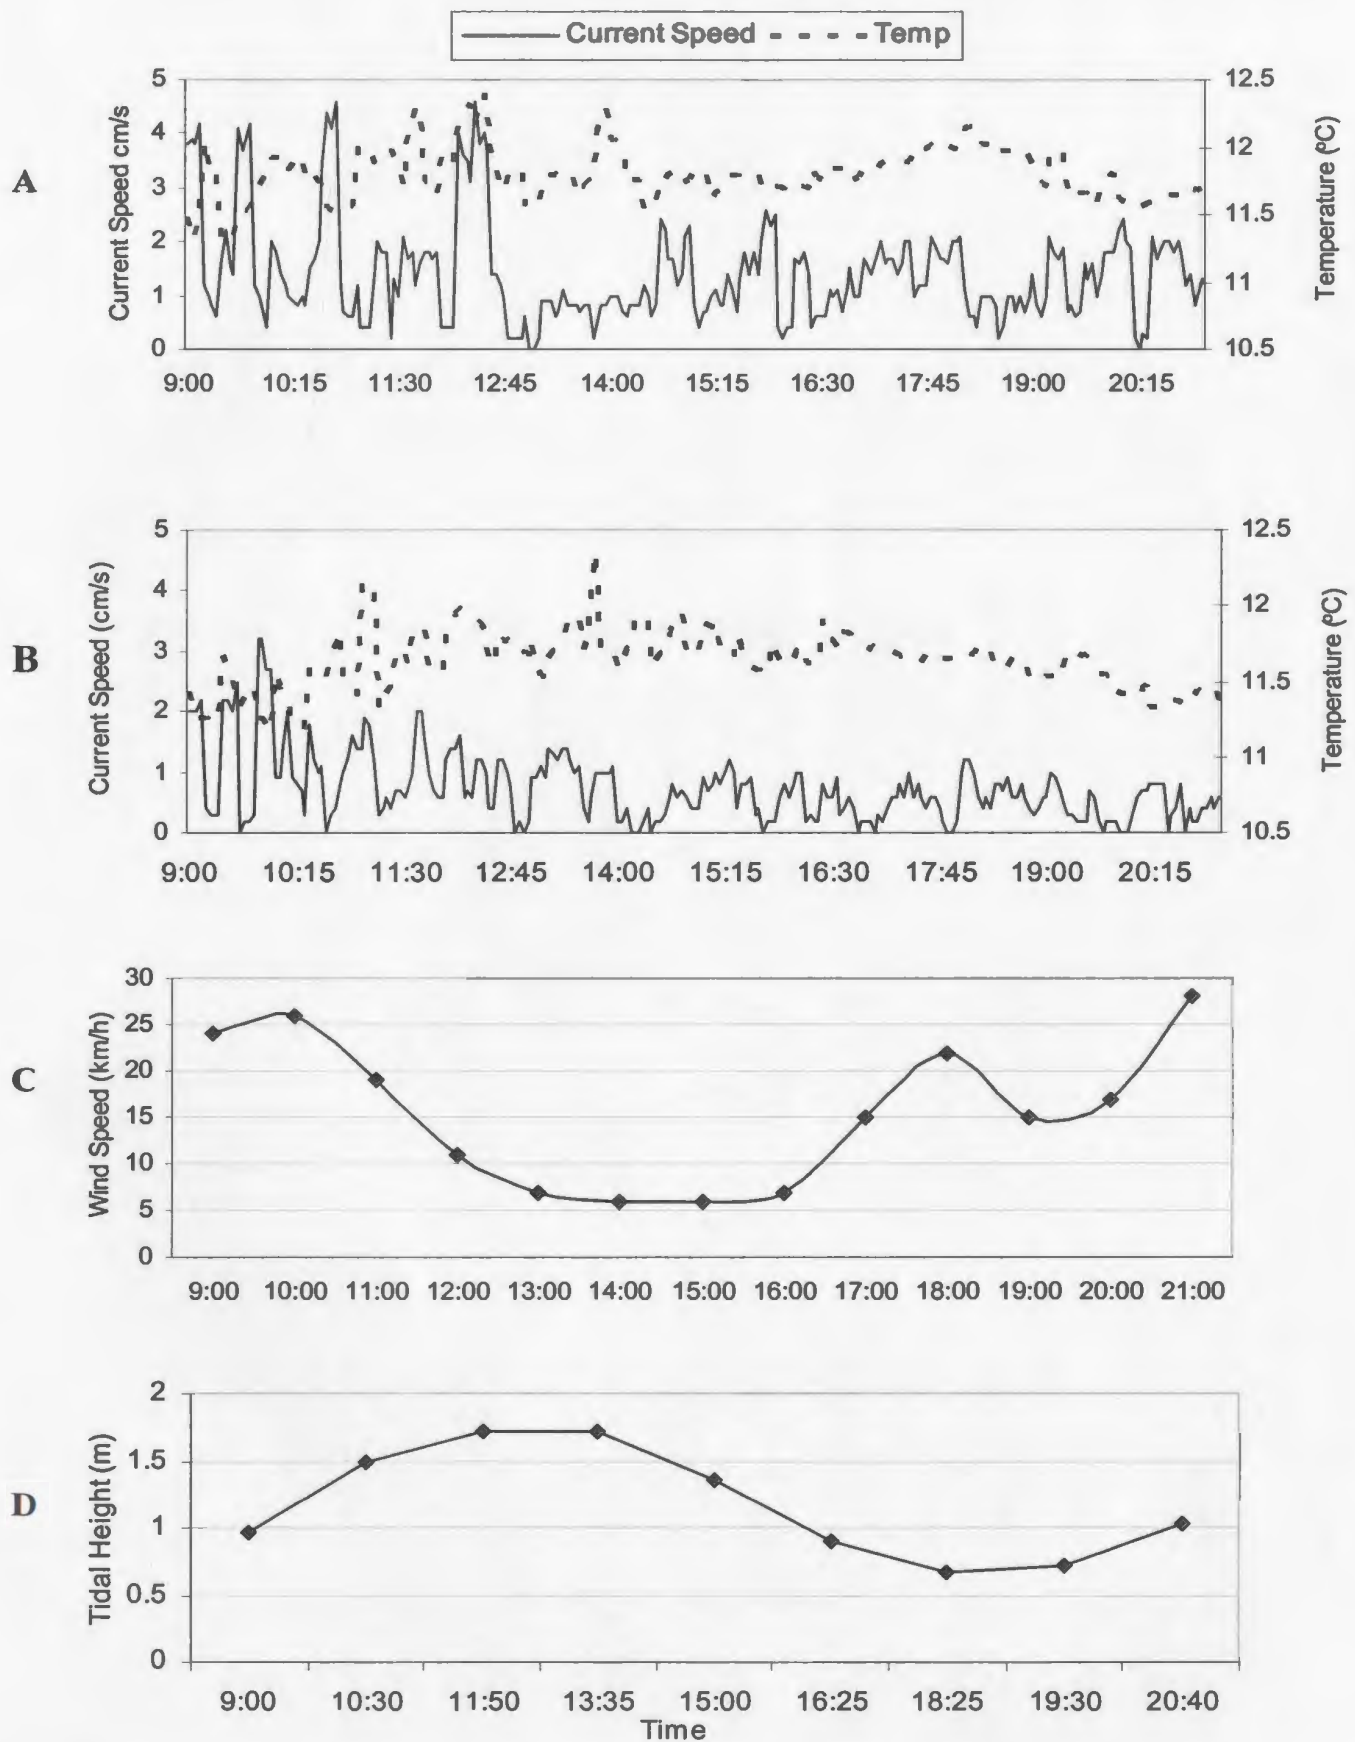 Current Speed Temp
A
Current Speed cm/s
5
4
3
2
1
0
12.5
12
11.5
11
10.5
Temperature (ºC)
9:00 10:15 11:30 12:45 14:00 15:15 16:30 17:45 19:00 20:15
B
Current Speed (cm/s)
5
4
3
2
1
0
12.5
12
11.5
11
10.5
Temperature (ºC)
9:00 10:15 11:30 12:45 14:00 15:15 16:30 17:45 19:00 20:15
C
Wind Speed (km/h)
30
25
20
15
10
5
0
9:00 10:00 11:00 12:00 13:00 14:00 15:00 16:00 17:00 18:00 19:00 20:00 21:00
D
Tidal Height (m)
2
1.5
1
0.5
0
9:00 10:30 11:50 13:35 15:00 16:25 18:25 19:30 20:40
Time